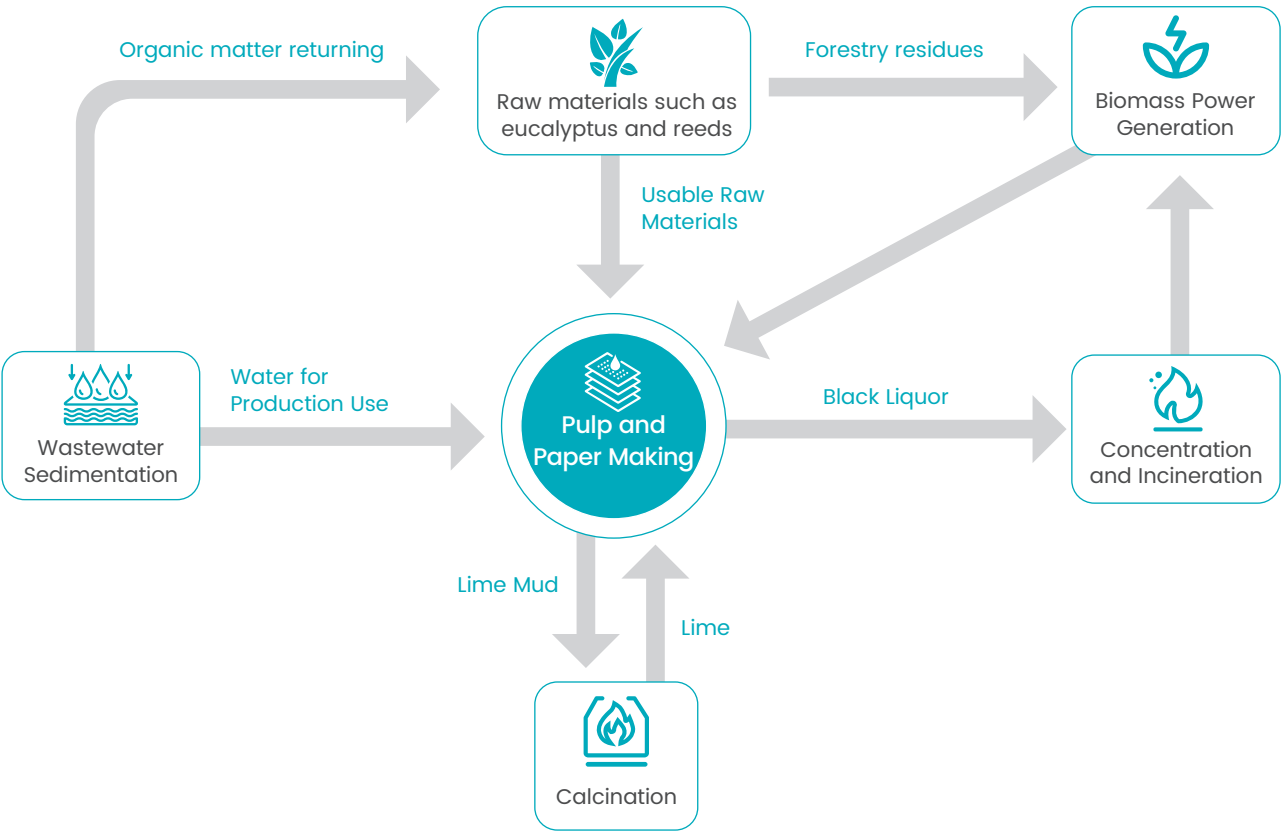 Organic matter returning
Raw materials such as
eucalyptus and reeds
Forestry residues
Biomass Power
Generation
Usable Raw
Materials
Wastewater
Sedimentation
Water for
Production Use
Pulp and
Paper Making
Black Liquor
Concentration
and Incineration
Lime Mud
Lime
Calcination